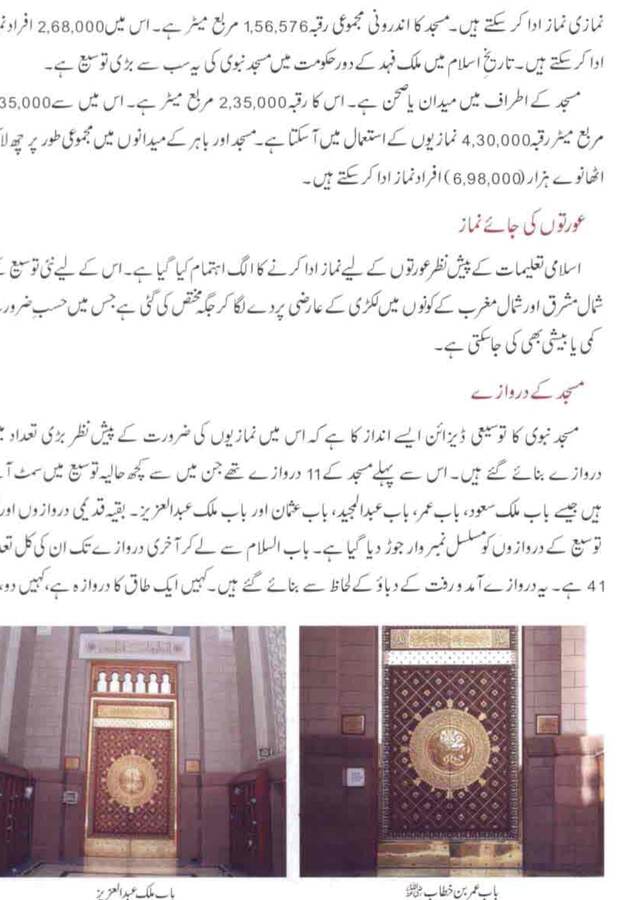 نمازی نماز ادا کر سکتے ہیں۔ مسجد کا اندرونی مجموعی رقبہ 1,56,576 مربع میٹر ہے۔ اس میں 2,68,000 افراد
ادا کر سکتے ہیں۔ تاریخ اسلام میں ملک فہد کے دور حکومت میں مسجد نبوی کی یہ سب سے بڑی توسیع ہے۔
مسجد کے اطراف میں میدان یا صحن ہے۔ اس کا رقبہ 2,35,000 مربع میٹر ہے۔ اس میں سے 35,000
مربع میٹر رقبہ 4,30,000 نمازیوں کے استعمال میں آ سکتا ہے۔ مسجد اور باہر کے میدانوں میں مجموعی طور پر چھ
اٹھانوے ہزار (6,98,000) افراد نماز ادا کر سکتے ہیں۔
عورتوں کی جائے نماز
اسلامی تعلیمات کے پیش نظر عورتوں کے لیے نماز ادا کرنے کا الگ اہتمام کیا گیا ہے۔ اس کے لیے نئی توسیع
شمال مشرق اور شمال مغرب کے کونوں میں لکڑی کے عارضی پردے لگا کر جگہ مختص کی گئی ہے جس میں حسبِ ضرور
کمی یا بیشی بھی کی جا سکتی ہے۔
مسجد کے دروازے
مسجد نبوی کا توسیعی ڈیزائن ایسے انداز کا ہے کہ اس میں نمازیوں کی ضرورت کے پیش نظر بڑی تعداد
دروازے بنائے گئے ہیں۔ اس سے پہلے مسجد کے 11 دروازے تھے جن میں سے کچھ حالیہ توسیع میں سمٹ
ہیں جیسے باب ملک سعود، باب عمر، باب عبدالمجید، باب عثمان اور باب ملک عبدالعزیز۔ بقیہ قدیمی دروازوں اور
توسیع کے دروازوں کو مسلسل نمبروار جوڑ دیا گیا ہے۔ باب السلام سے لے کر آخری دروازے تک ان کی کل
41 ہے۔ یہ دروازے آمد و رفت کے دباؤ کے لحاظ سے بنائے گئے ہیں۔ کہیں ایک طاق کا دروازہ ہے، کہیں دو،
باب عمر بن خطاب رضی اللہ عنہ
باب ملک عبدالعزیز